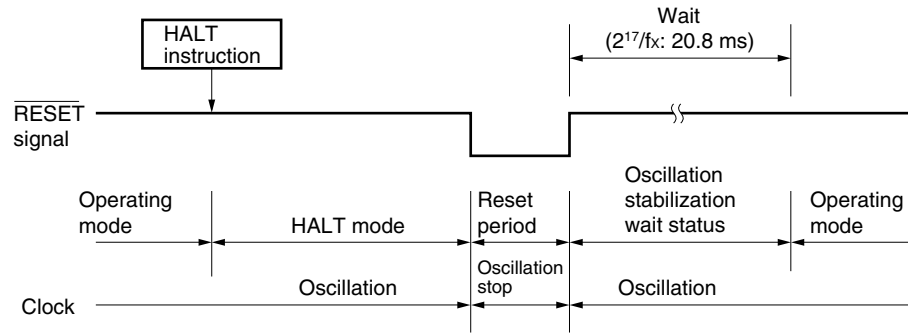 HALT
instruction
Wait
(2¹⁷/fx: 20.8 ms)
RESET
signal
Operating
mode
HALT mode
Reset
period
Oscillation
stabilization
wait status
Operating
mode
Clock
Oscillation
Oscillation
stop
Oscillation